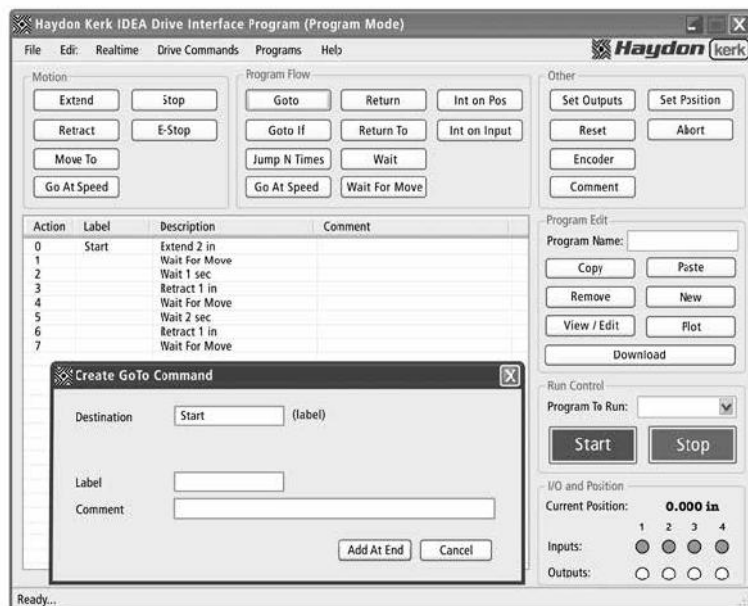 Haydon Kerk IDEA Drive Interface Program (Program Mode)
File Edit Realtime Drive Commands Programs Help
Haydon kerk
Motion
Extend Stop
Retract E-Stop
Move To
Go At Speed
Program Flow
Goto Return Int on Pos
Goto If Return To Int on Input
Jump N Times Wait
Go At Speed Wait For Move
Other
Set Outputs Set Position
Reset Abort
Encoder
Comment
Action Label Description Comment
0 Start Extend 2 in
1 Wait For Move
2 Wait 1 sec
3 Retract 1 in
4 Wait For Move
5 Wait 2 sec
6 Retract 1 in
7 Wait For Move
Program Edit
Program Name:
Copy Paste
Remove New
View / Edit Plot
Download
Create GoTo Command
Destination Start (label)
Label
Comment
Add At End Cancel
Run Control
Program To Run:
Start Stop
I/O and Position
Current Position: 0.000 in
1 2 3 4
Inputs:
Outputs:
Ready...